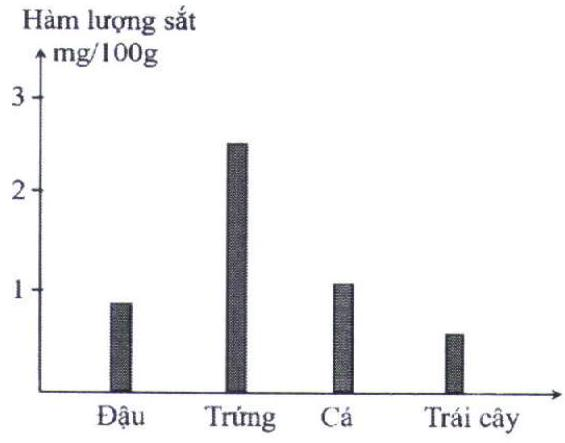 Hàm lượng sắt
mg/100g
3
2
1
Đậu Trứng Cá Trái cây